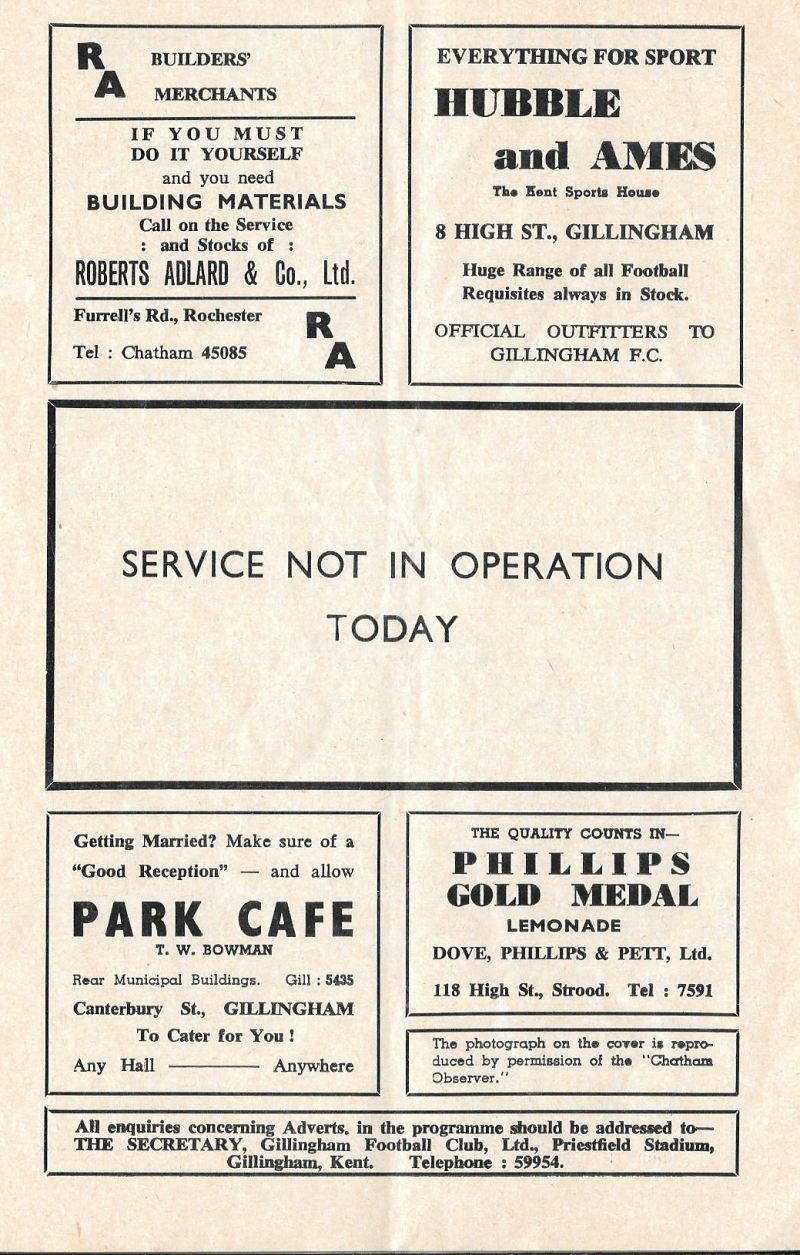 R
A
BUILDERS'
MERCHANTS
IF YOU MUST
DO IT YOURSELF
and you need
BUILDING MATERIALS
Call on the Service
: and Stocks of :
ROBERTS ADLARD & Co., Ltd.
Furrell's Rd., Rochester
Tel : Chatham 45085
R
A
EVERYTHING FOR SPORT
HUBBLE
and AMES
The Kent Sports House
8 HIGH ST., GILLINGHAM
Huge Range of all Football
Requisites always in Stock.
OFFICIAL OUTFITTERS TO
GILLINGHAM F.C.
SERVICE NOT IN OPERATION
TODAY
Getting Married? Make sure of a
"Good Reception" — and allow
PARK CAFE
T. W. BOWMAN
Rear Municipal Buildings. Gill : 5435
Canterbury St., GILLINGHAM
To Cater for You !
Any Hall ——— Anywhere
THE QUALITY COUNTS IN—
PHILLIPS
GOLD MEDAL
LEMONADE
DOVE, PHILLIPS & PETT, Ltd.
118 High St., Strood. Tel : 7591
The photograph on the cover is repro-
duced by permission of the "Chatham
Observer."
All enquiries concerning Adverts. in the programme should be addressed to—
THE SECRETARY, Gillingham Football Club, Ltd., Priestfield Stadium,
Gillingham, Kent. Telephone : 59954.